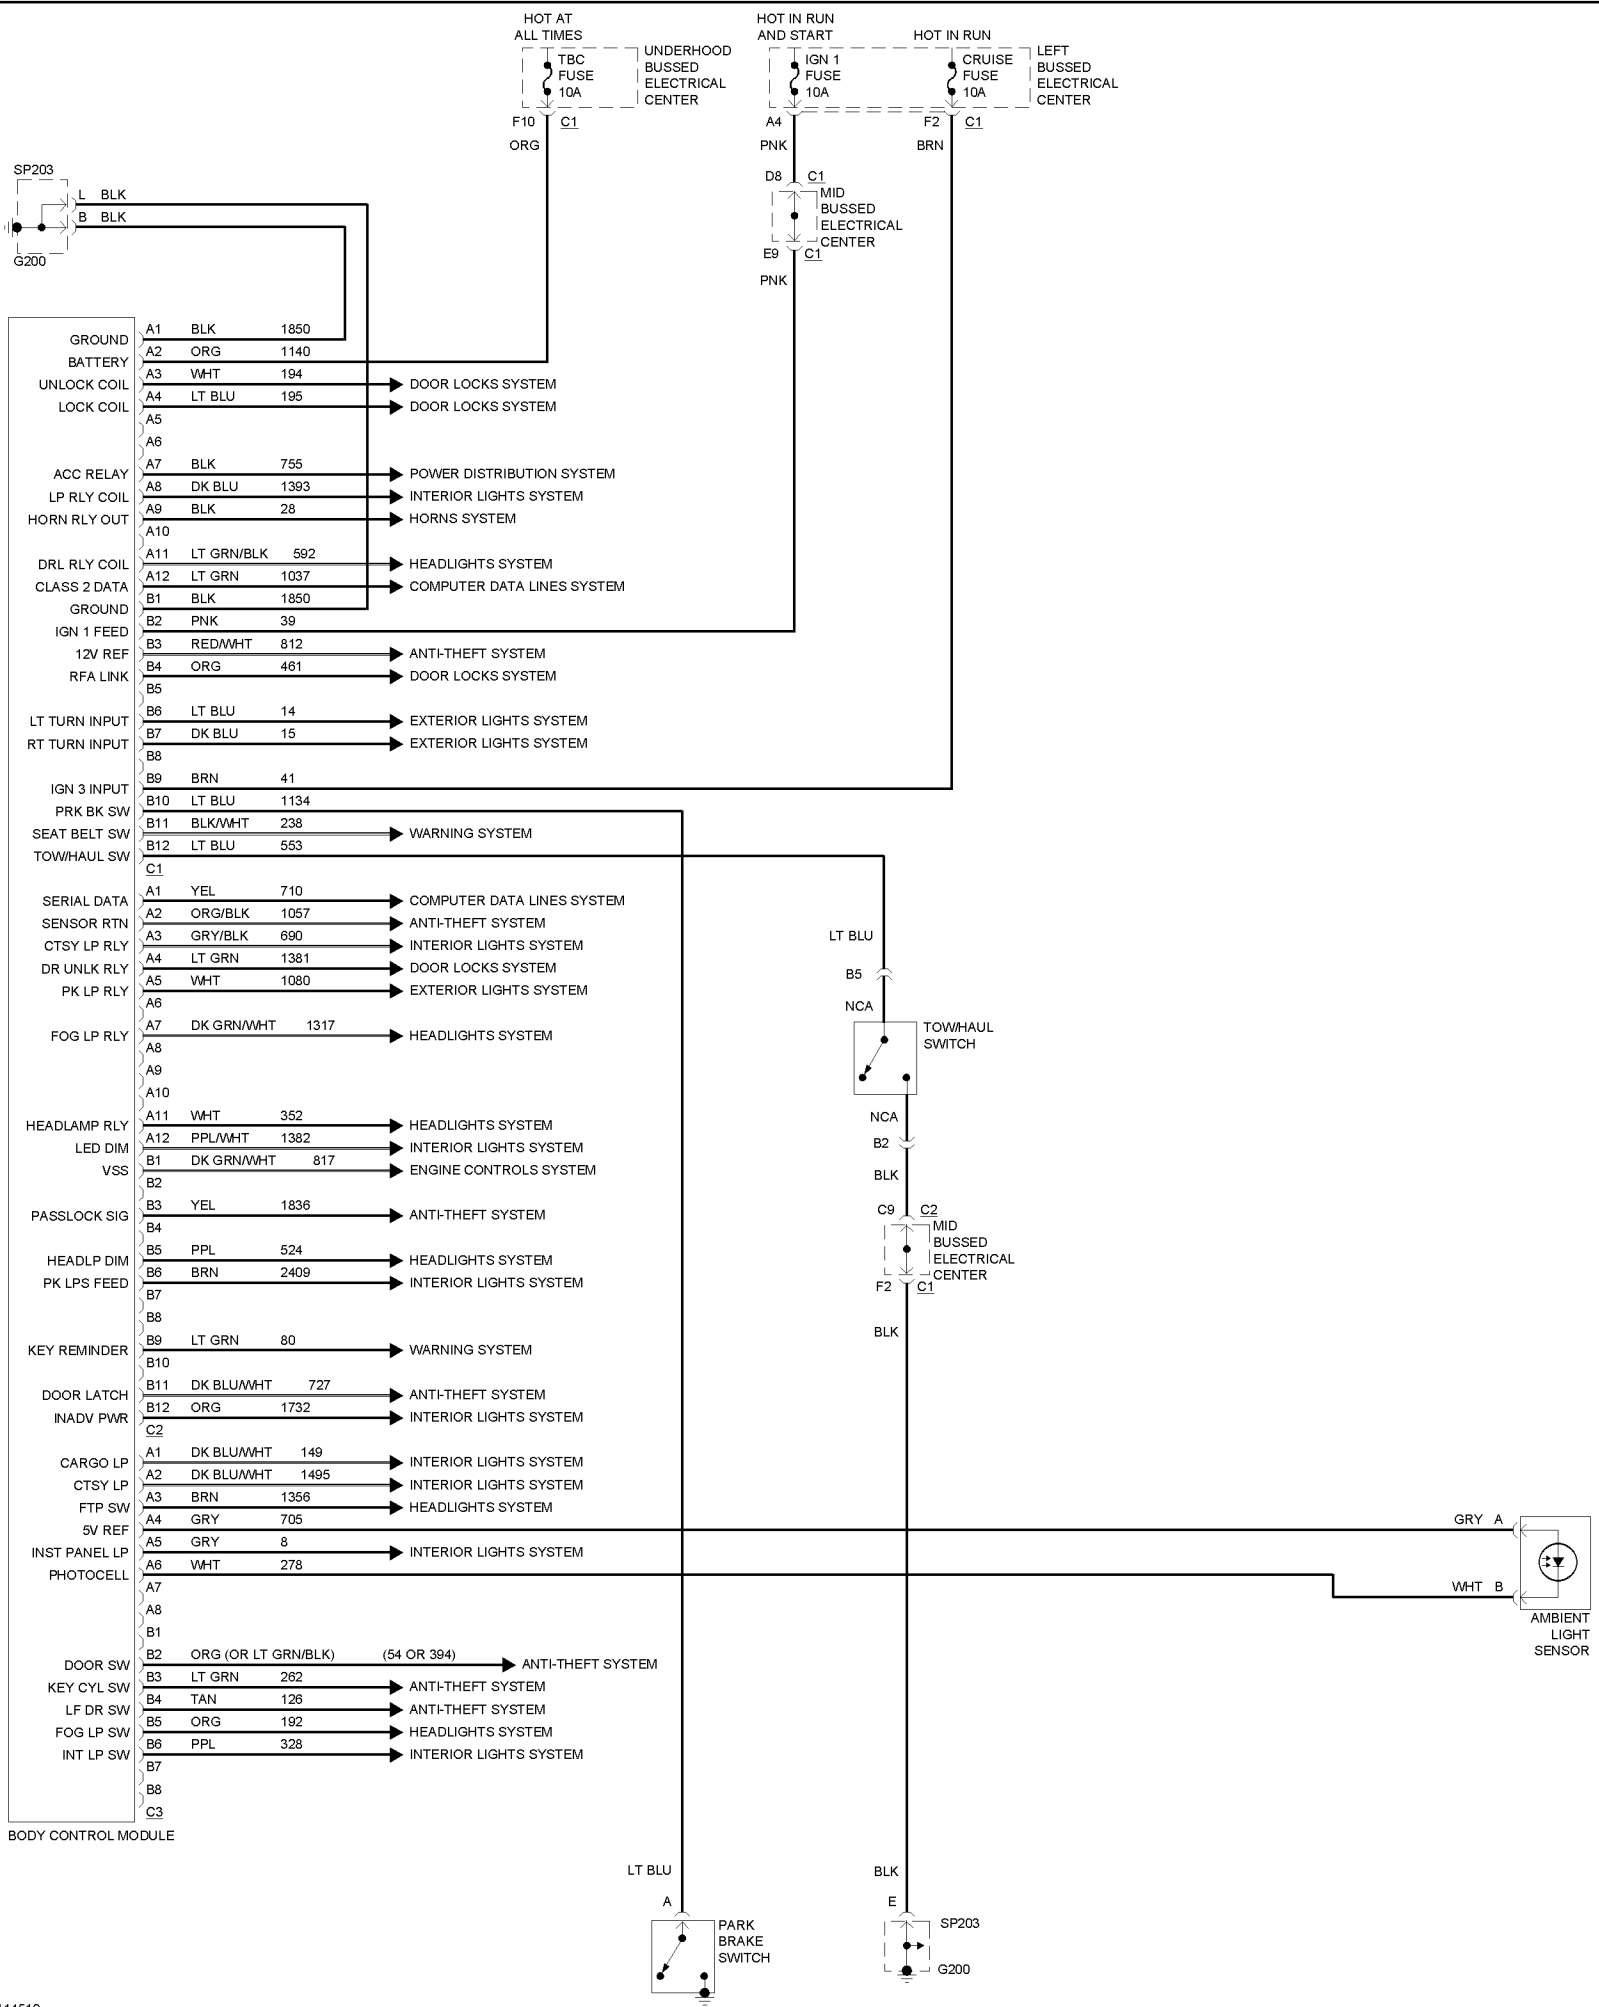 HOT AT
ALL TIMES
HOT IN RUN
AND START
HOT IN RUN
TBC
FUSE
10A
UNDERHOOD
BUSSED
ELECTRICAL
CENTER
IGN 1
FUSE
10A
CRUISE
FUSE
10A
LEFT
BUSSED
ELECTRICAL
CENTER
F10 C1
ORG
A4
PNK
F2 C1
BRN
D8 C1
MID
BUSSED
ELECTRICAL
CENTER
E9 C1
PNK
SP203
L BLK
B BLK
G200
GROUND A1 BLK 1850
BATTERY A2 ORG 1140
UNLOCK COIL A3 WHT 194 DOOR LOCKS SYSTEM
LOCK COIL A4 LT BLU 195 DOOR LOCKS SYSTEM
A5
A6
ACC RELAY A7 BLK 755 POWER DISTRIBUTION SYSTEM
LP RLY COIL A8 DK BLU 1393 INTERIOR LIGHTS SYSTEM
HORN RLY OUT A9 BLK 28 HORNS SYSTEM
A10
DRL RLY COIL A11 LT GRN/BLK 592 HEADLIGHTS SYSTEM
CLASS 2 DATA A12 LT GRN 1037 COMPUTER DATA LINES SYSTEM
GROUND B1 BLK 1850
IGN 1 FEED B2 PNK 39
12V REF B3 RED/WHT 812 ANTI-THEFT SYSTEM
RFA LINK B4 ORG 461 DOOR LOCKS SYSTEM
B5
LT TURN INPUT B6 LT BLU 14 EXTERIOR LIGHTS SYSTEM
RT TURN INPUT B7 DK BLU 15 EXTERIOR LIGHTS SYSTEM
B8
IGN 3 INPUT B9 BRN 41
PRK BK SW B10 LT BLU 1134
SEAT BELT SW B11 BLK/WHT 238 WARNING SYSTEM
TOW/HAUL SW B12 LT BLU 553
C1
SERIAL DATA A1 YEL 710 COMPUTER DATA LINES SYSTEM
SENSOR RTN A2 ORG/BLK 1057 ANTI-THEFT SYSTEM
CTSY LP RLY A3 GRY/BLK 690 INTERIOR LIGHTS SYSTEM
DR UNLK RLY A4 LT GRN 1381 DOOR LOCKS SYSTEM
PK LP RLY A5 WHT 1080 EXTERIOR LIGHTS SYSTEM
A6
FOG LP RLY A7 DK GRN/WHT 1317 HEADLIGHTS SYSTEM
A8
A9
A10
HEADLAMP RLY A11 WHT 352 HEADLIGHTS SYSTEM
LED DIM A12 PPL/WHT 1382 INTERIOR LIGHTS SYSTEM
VSS B1 DK GRN/WHT 817 ENGINE CONTROLS SYSTEM
B2
PASSLOCK SIG B3 YEL 1836 ANTI-THEFT SYSTEM
B4
HEADLP DIM B5 PPL 524 HEADLIGHTS SYSTEM
PK LPS FEED B6 BRN 2409 INTERIOR LIGHTS SYSTEM
B7
B8
KEY REMINDER B9 LT GRN 80 WARNING SYSTEM
B10
DOOR LATCH B11 DK BLU/WHT 727 ANTI-THEFT SYSTEM
INADV PWR B12 ORG 1732 INTERIOR LIGHTS SYSTEM
C2
CARGO LP A1 DK BLU/WHT 149 INTERIOR LIGHTS SYSTEM
CTSY LP A2 DK BLU/WHT 1495 INTERIOR LIGHTS SYSTEM
FTP SW A3 BRN 1356 HEADLIGHTS SYSTEM
5V REF A4 GRY 705
INST PANEL LP A5 GRY 8 INTERIOR LIGHTS SYSTEM
PHOTOCELL A6 WHT 278
A7
A8
B1
DOOR SW B2 ORG (OR LT GRN/BLK) (54 OR 394) ANTI-THEFT SYSTEM
KEY CYL SW B3 LT GRN 262 ANTI-THEFT SYSTEM
LF DR SW B4 TAN 126 ANTI-THEFT SYSTEM
FOG LP SW B5 ORG 192 HEADLIGHTS SYSTEM
INT LP SW B6 PPL 328 INTERIOR LIGHTS SYSTEM
B7
B8
C3
BODY CONTROL MODULE
LT BLU
B5
NCA
TOW/HAUL
SWITCH
NCA
B2
BLK
C9 C2
MID
BUSSED
ELECTRICAL
CENTER
F2 C1
BLK
GRY A
WHT B
AMBIENT
LIGHT
SENSOR
LT BLU
A
PARK
BRAKE
SWITCH
BLK
E
SP203
G200